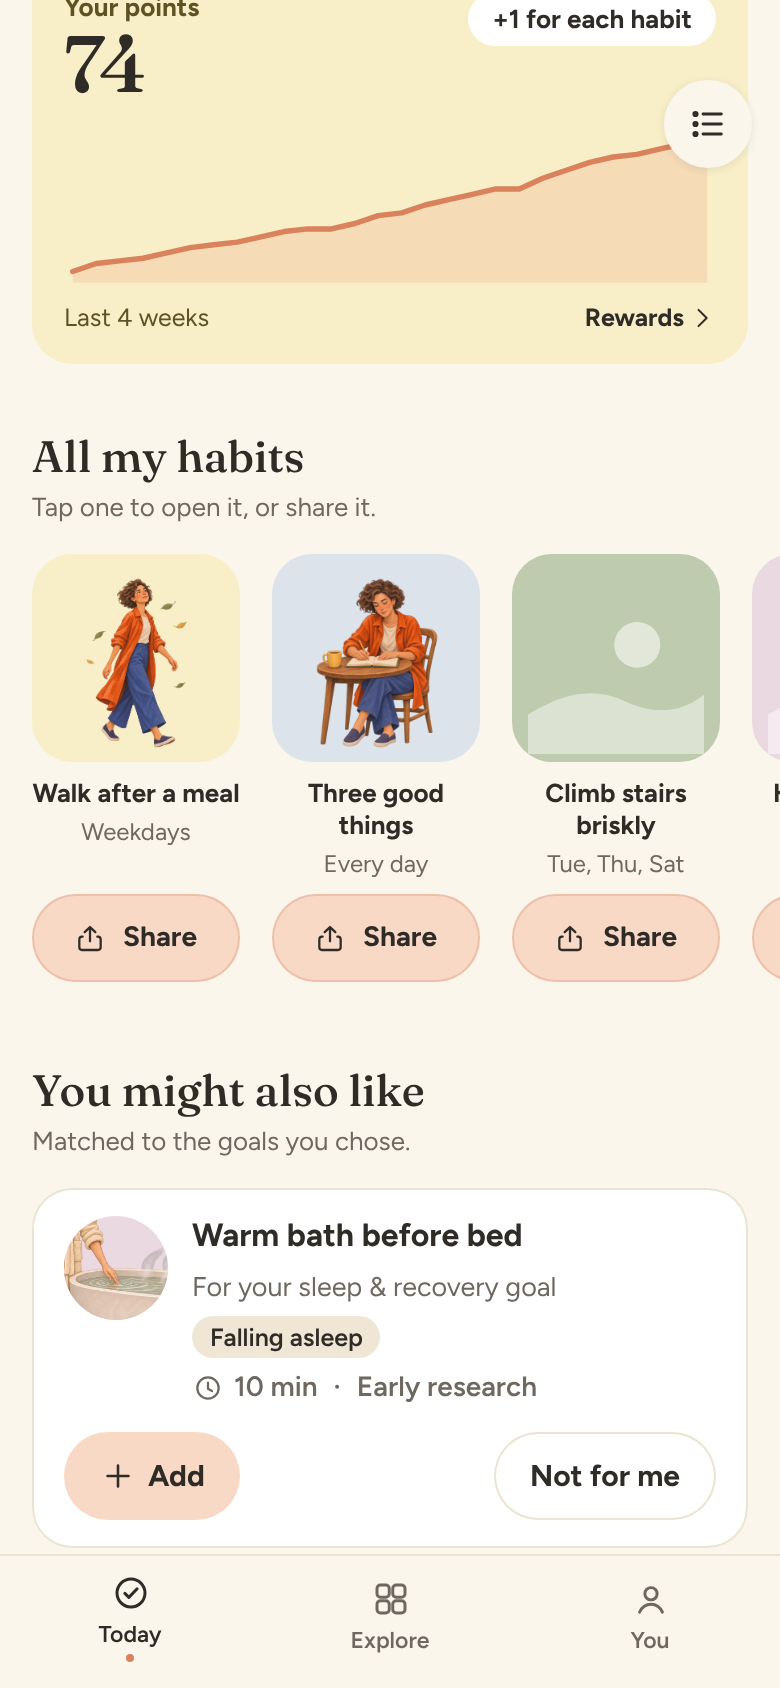 Your points
+1 for each habit
74
Last 4 weeks
Rewards
All my habits
Tap one to open it, or share it.
Walk after a meal
Weekdays
Share
Three good
things
Every day
Share
Climb stairs
briskly
Tue, Thu, Sat
Share
You might also like
Matched to the goals you chose.
Warm bath before bed
For your sleep & recovery goal
Falling asleep
10 min · Early research
Add
Not for me
Today
Explore
You